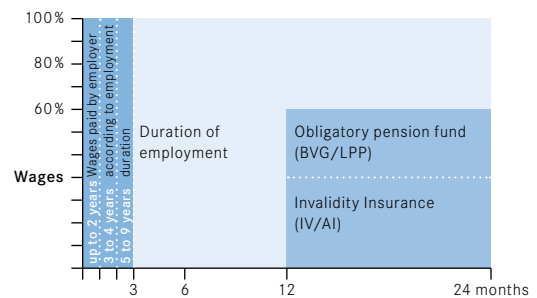 100%
80%
60%
Wages
Wages paid by employer
according to employment
duration
up to 2 years
3 to 4 years
5 to 9 years
Duration of
employment
Obligatory pension fund
(BVG/LPP)
Invalidity Insurance
(IV/AI)
3 6 12 24 months